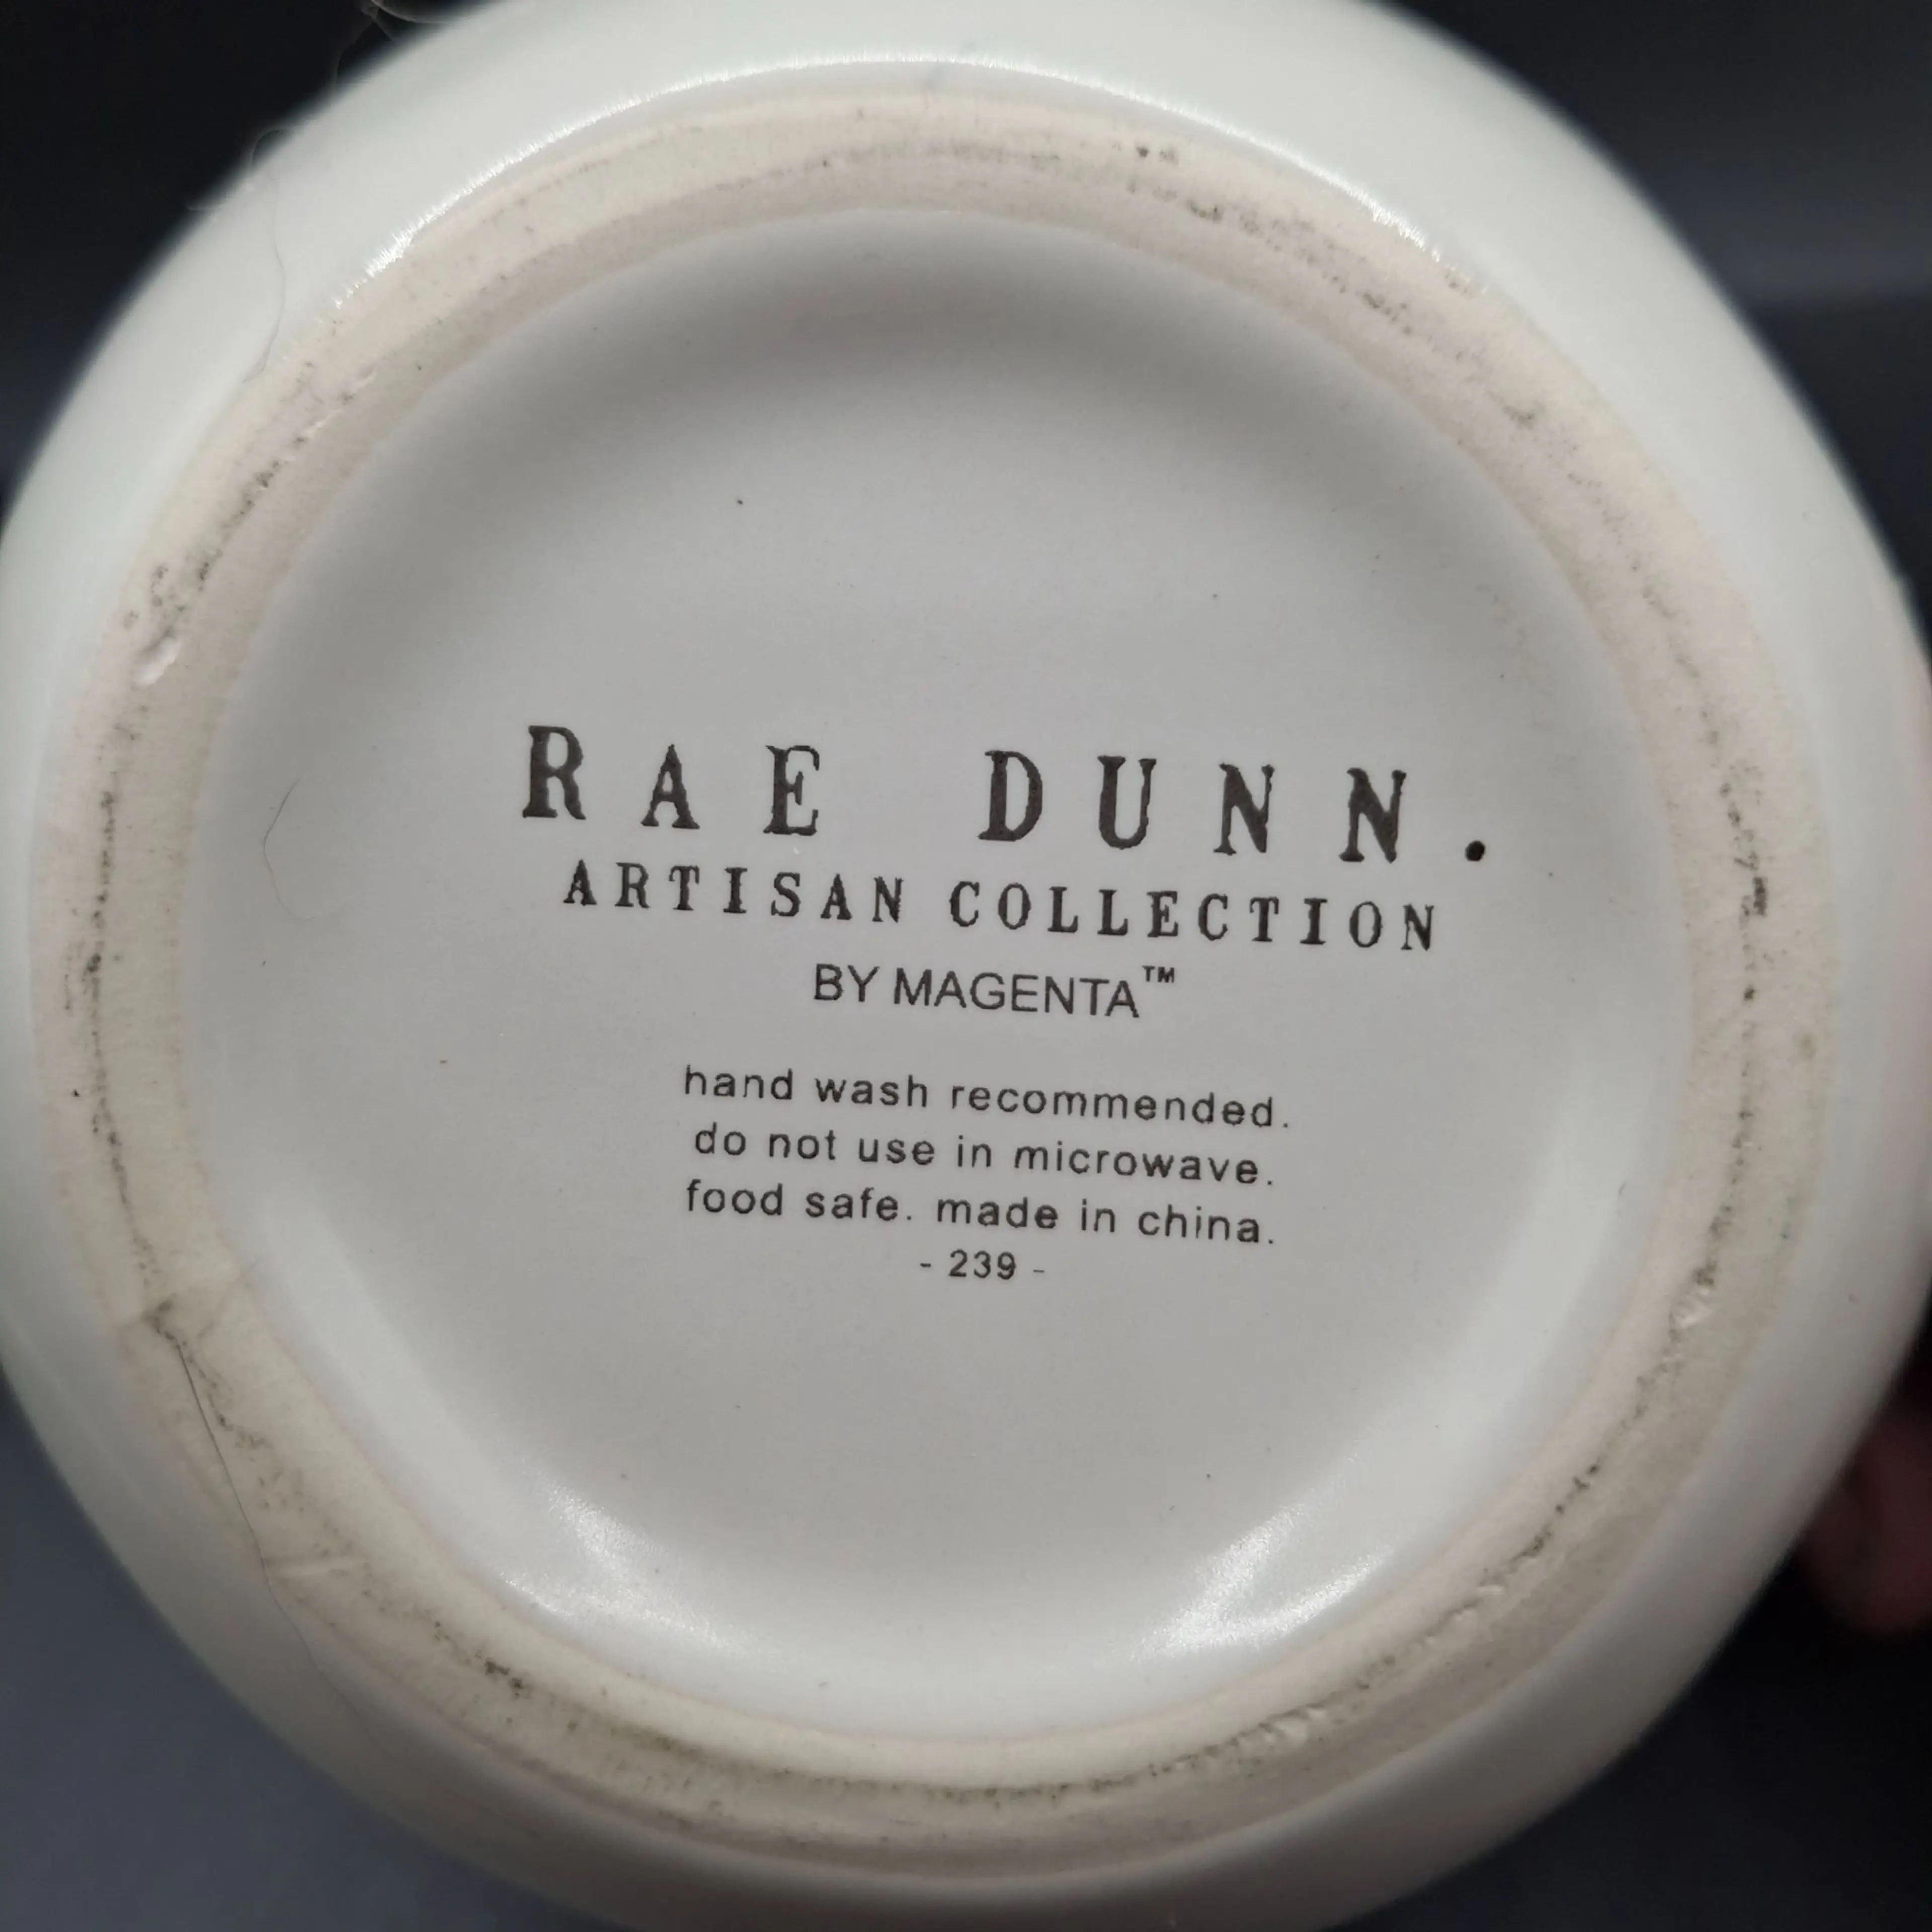 RAE DUNN.
ARTISAN COLLECTION
BY MAGENTA™
hand wash recommended.
do not use in microwave.
food safe. made in china.
- 239 -